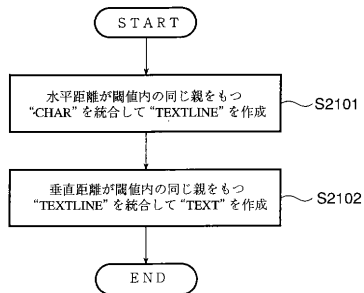 START
水平距離が閾値内の同じ親をもつ
“-CHAR”を統合して“TEXTLINE”を作成
S2101
垂直距離が閾値内の同じ親をもつ
“TEXTLINE”を統合して“TEXT”を作成
S2102
END